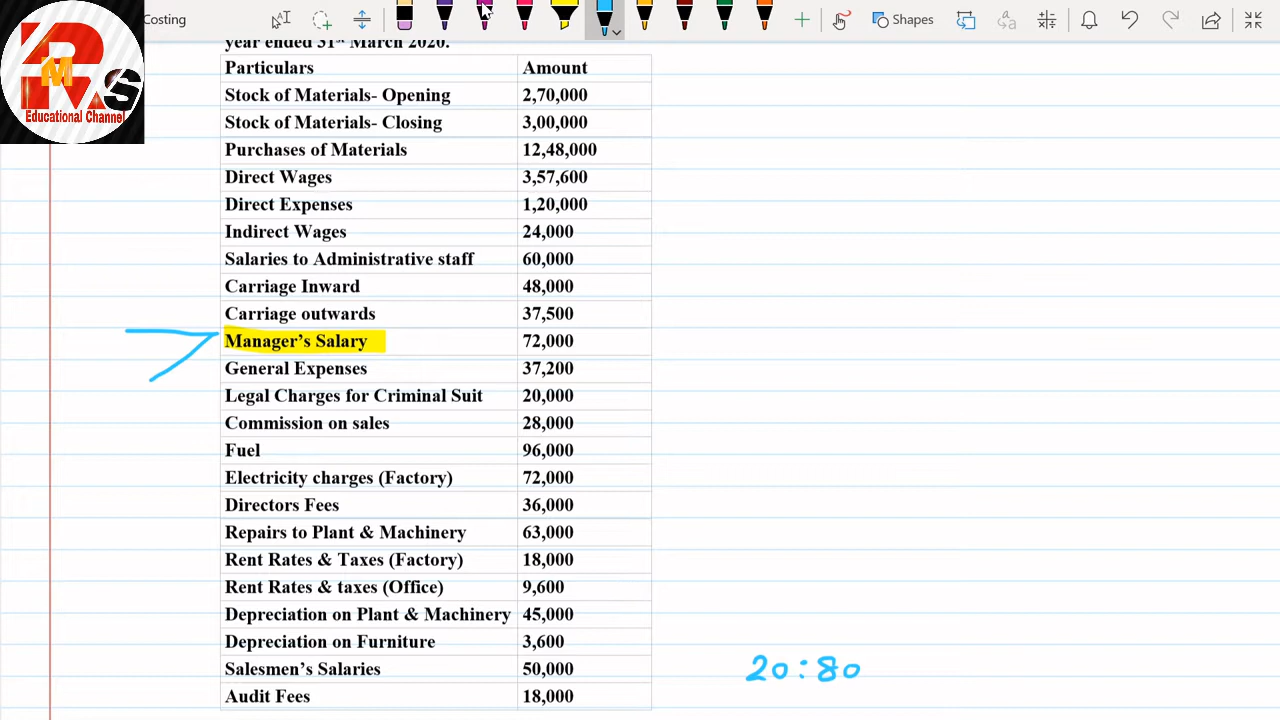 Costing
Shapes
RMS
Educational Channel
year ended 31st March 2020.
Particulars Amount
Stock of Materials- Opening 2,70,000
Stock of Materials- Closing 3,00,000
Purchases of Materials 12,48,000
Direct Wages 3,57,600
Direct Expenses 1,20,000
Indirect Wages 24,000
Salaries to Administrative staff 60,000
Carriage Inward 48,000
Carriage outwards 37,500
Manager’s Salary 72,000
General Expenses 37,200
Legal Charges for Criminal Suit 20,000
Commission on sales 28,000
Fuel 96,000
Electricity charges (Factory) 72,000
Directors Fees 36,000
Repairs to Plant & Machinery 63,000
Rent Rates & Taxes (Factory) 18,000
Rent Rates & taxes (Office) 9,600
Depreciation on Plant & Machinery 45,000
Depreciation on Furniture 3,600
Salesmen’s Salaries 50,000
Audit Fees 18,000
20:80